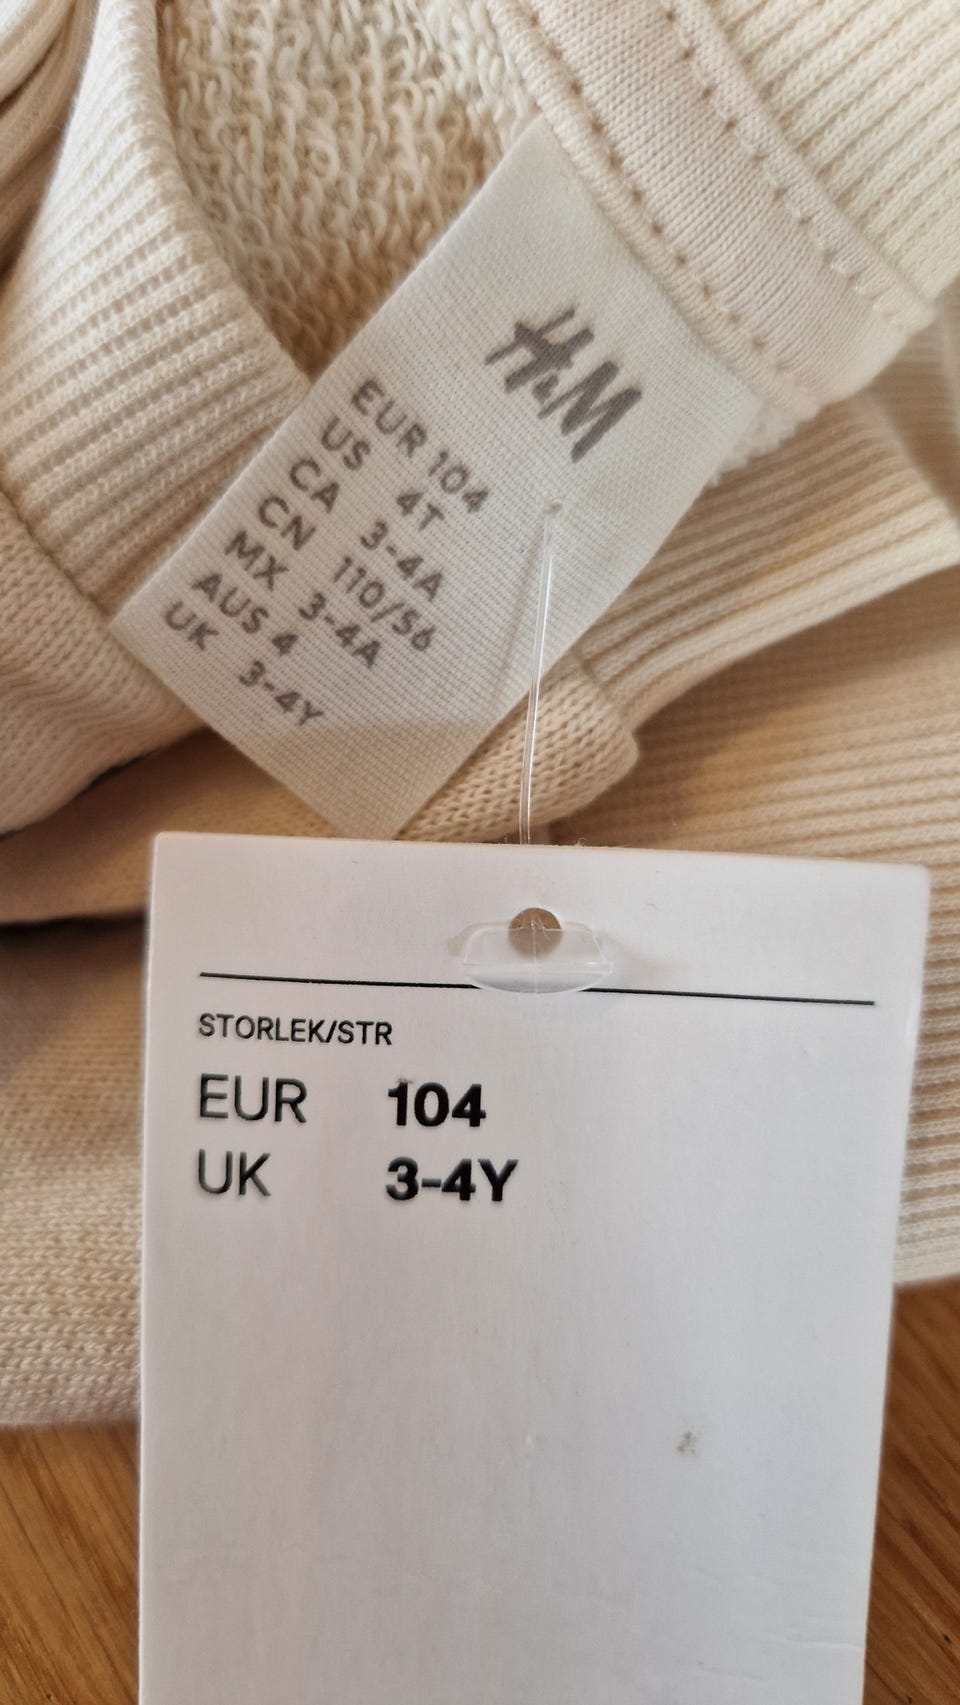 H&M
EUR 104
US 4T
CA 3-4A
CN 110/56
MX 3-4A
AUS 4
UK 3-4Y
STORLEK/STR
EUR 104
UK 3-4Y